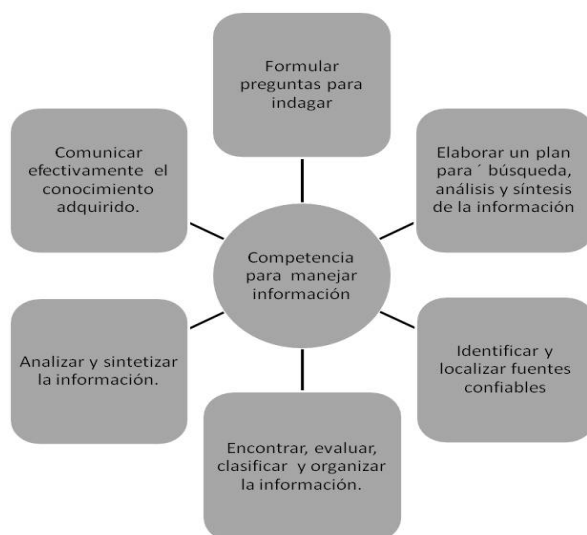 Formular
preguntas para
indagar
Elaborar un plan
para ´ búsqueda,
análisis y síntesis
de la información
Identificar y
localizar fuentes
confiables
Encontrar, evaluar,
clasificar y organizar
la información.
Analizar y sintetizar
la información.
Comunicar
efectivamente el
conocimiento
adquirido.
Competencia
para manejar
información